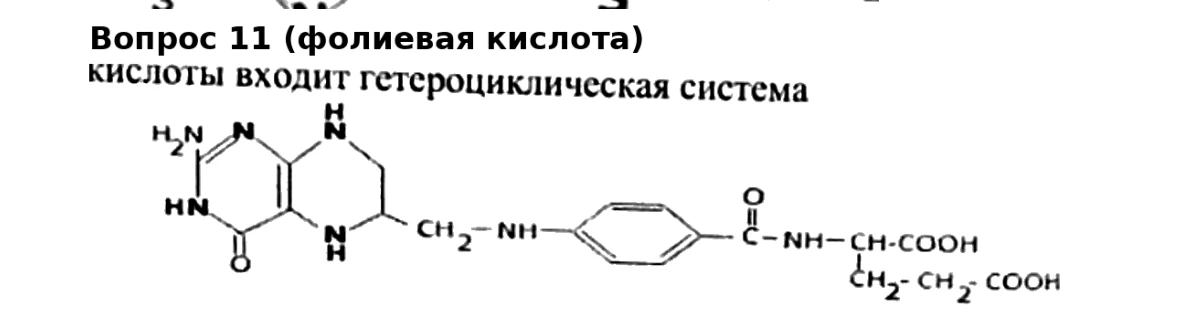 Вопрос 11 (фолиевая кислота)
кислоты входит гетероциклическая система
H
H₂N N N
O
HN CH₂-NH C-NH-CH-COOH
N
H
O CH₂-CH₂-COOH